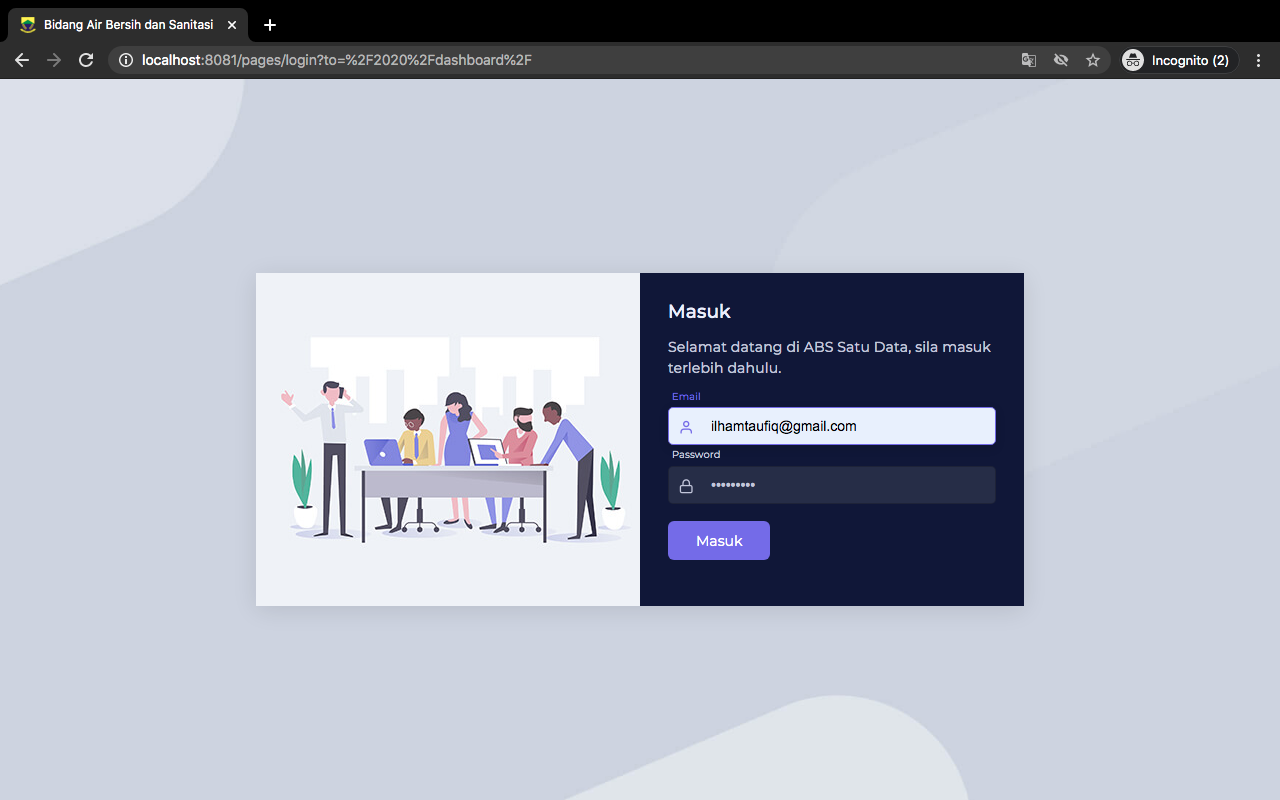 Bidang Air Bersih dan Sanitasi
localhost:8081/pages/login?to=%2F2020%2Fdashboard%2F
Incognito (2)
Masuk
Selamat datang di ABS Satu Data, sila masuk
terlebih dahulu.
Email
ilhamtaufiq@gmail.com
Password
•••••••••
Masuk